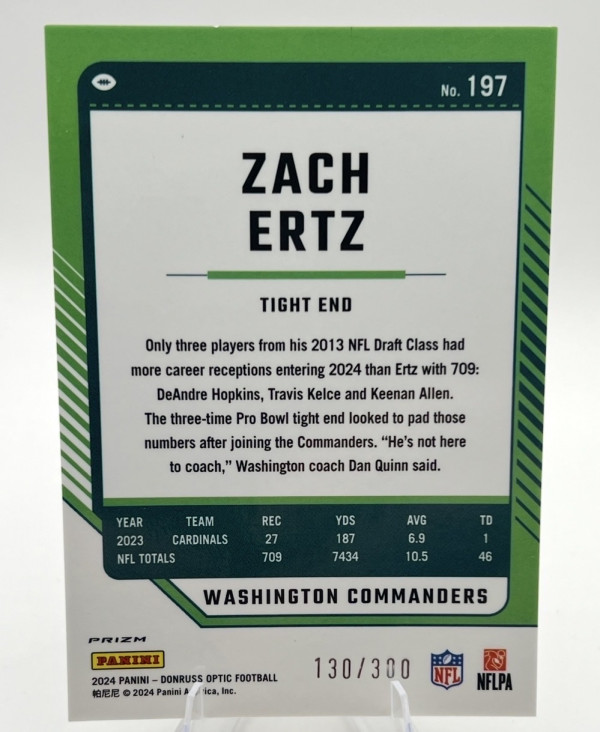 No. 197
ZACH
ERTZ
TIGHT END
Only three players from his 2013 NFL Draft Class had
more career receptions entering 2024 than Ertz with 709:
DeAndre Hopkins, Travis Kelce and Keenan Allen.
The three-time Pro Bowl tight end looked to pad those
numbers after joining the Commanders. “He’s not here
to coach,” Washington coach Dan Quinn said.
YEAR TEAM REC YDS AVG TD
2023 CARDINALS 27 187 6.9 1
NFL TOTALS 709 7434 10.5 46
WASHINGTON COMMANDERS
PRIZM
PANINI
2024 PANINI – DONRUSS OPTIC FOOTBALL
帕尼尼 © 2024 Panini America, Inc.
130/300
NFL
NFLPA